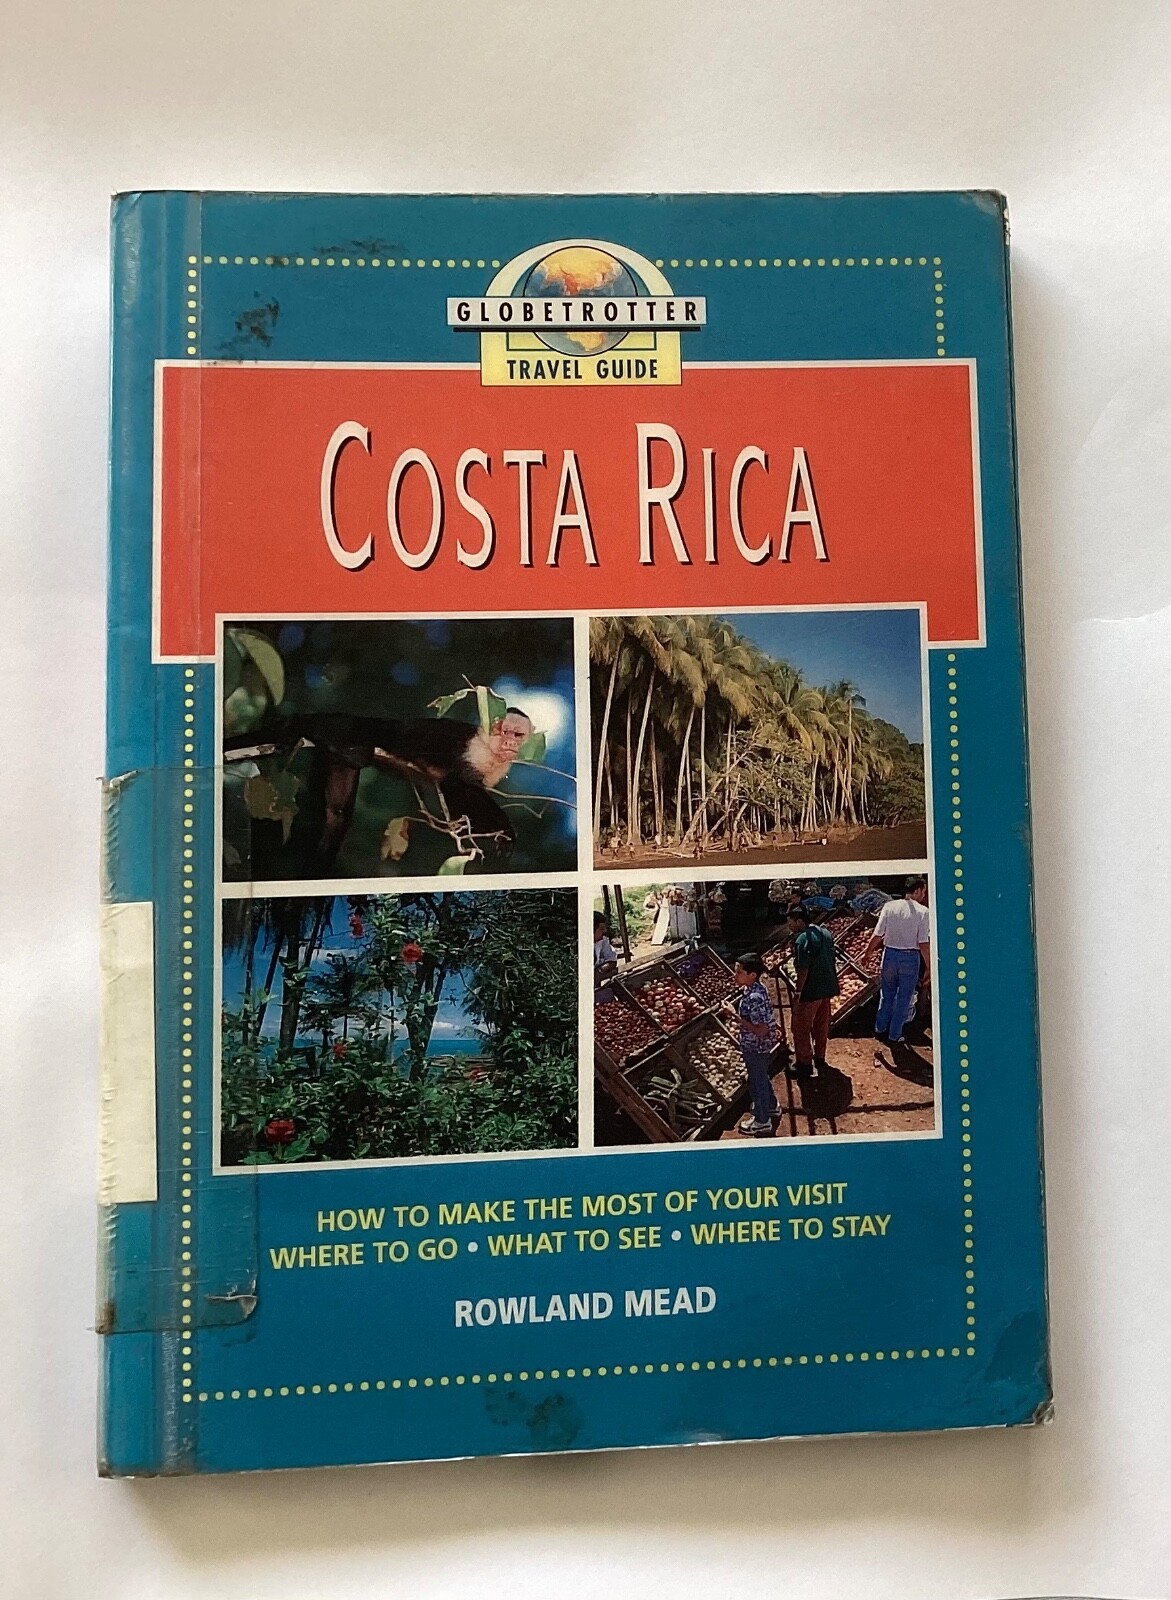 GLOBETROTTER
TRAVEL GUIDE
COSTA RICA
HOW TO MAKE THE MOST OF YOUR VISIT
WHERE TO GO • WHAT TO SEE • WHERE TO STAY
ROWLAND MEAD